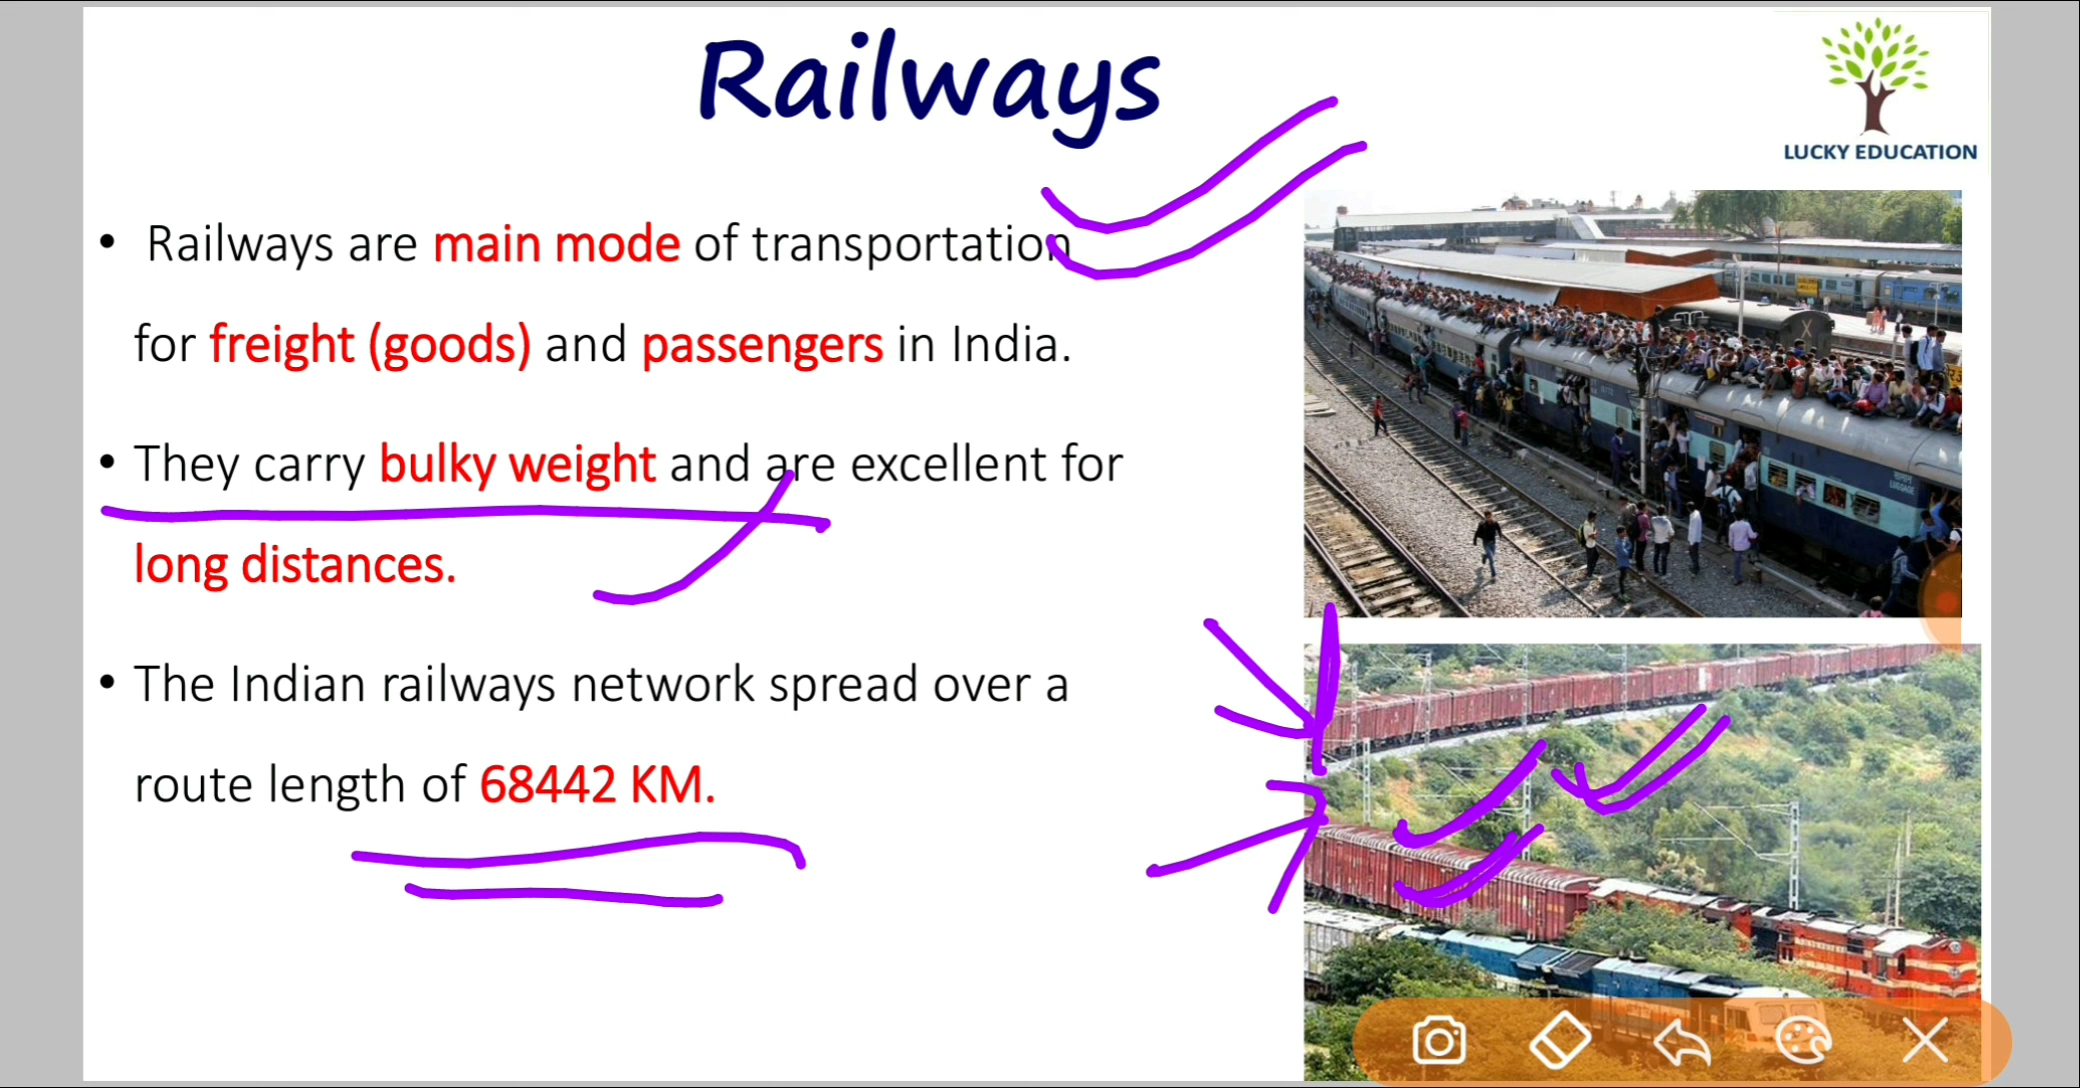 Railways
LUCKY EDUCATION
• Railways are main mode of transportation
for freight (goods) and passengers in India.
• They carry bulky weight and are excellent for
long distances.
• The Indian railways network spread over a
route length of 68442 KM.